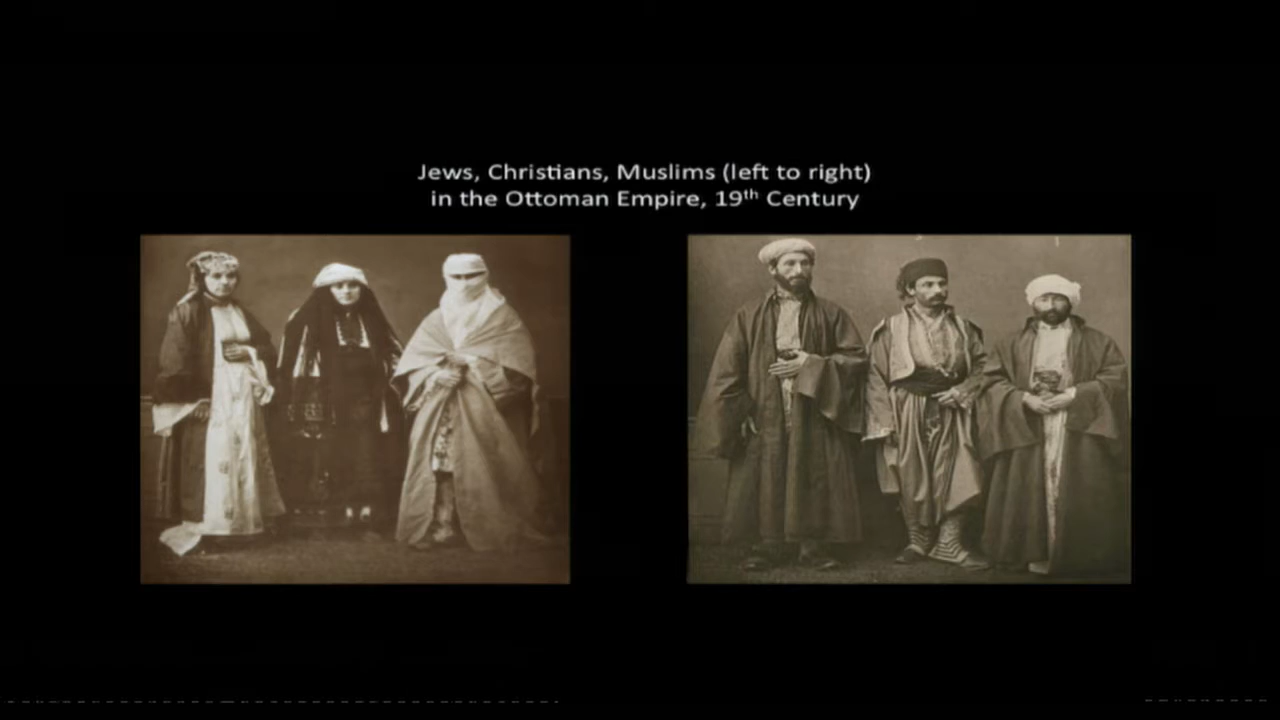 Jews, Christians, Muslims (left to right)
in the Ottoman Empire, 19th Century